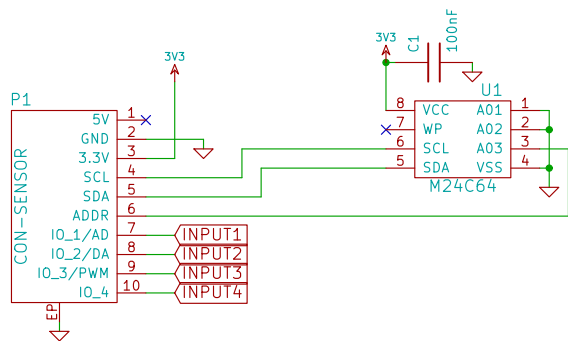 3V3
C1
100nF
3V3
P1
U1
CON-SENSOR
5V 1
GND 2
3.3V 3
SCL 4
SDA 5
ADDR 6
IO_1/AD 7 INPUT1
IO_2/DA 8 INPUT2
IO_3/PWM 9 INPUT3
IO_4 10 INPUT4
EP
8 VCC A01 1
7 WP A02 2
6 SCL A03 3
5 SDA VSS 4
M24C64